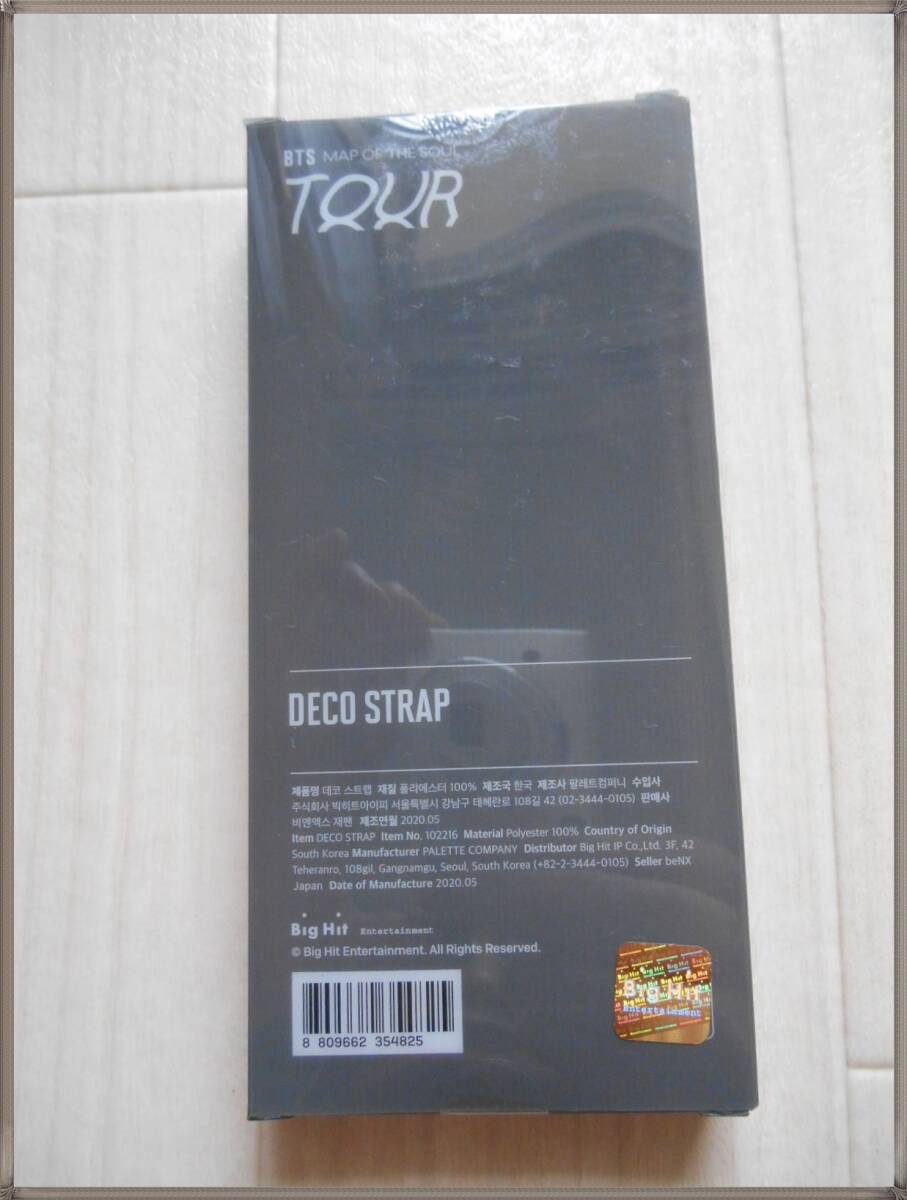 BTS MAP OF THE SOUL
TOUR
DECO STRAP
제품명 데코 스트랩 재질 폴리에스터 100% 제조국 한국 제조사 팔레트컴퍼니 수입사
주식회사 빅히트아이피 서울특별시 강남구 테헤란로 108길 42 (02-3444-0105) 판매사
비엔엑스 재팬 제조연월 2020.05
Item DECO STRAP Item No. 102216 Material Polyester 100% Country of Origin
South Korea Manufacturer PALETTE COMPANY Distributor Big Hit IP Co.,Ltd. 3F, 42
Teheranro, 108gil, Gangnamgu, Seoul, South Korea (+82-2-3444-0105) Seller beNX
Japan Date of Manufacture 2020.05
Big Hit Entertainment
© Big Hit Entertainment. All Rights Reserved.
8 809662 354825
Big Hit
Entertainment